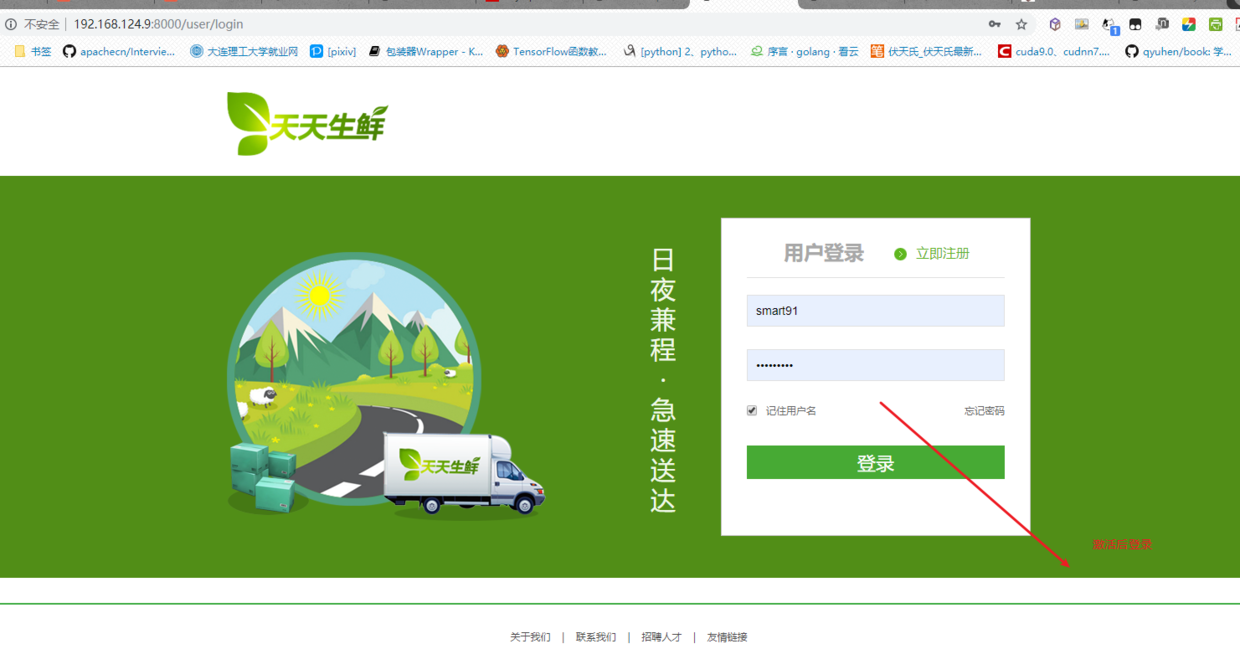 不安全 | 192.168.124.9:8000/user/login
书签 apachecn/Intervie... 大连理工大学就业网 [pixiv] 包装器Wrapper - K... TensorFlow函数教... [python] 2、pytho... 序言 · golang · 看云 伏天氏_伏天氏最新... cuda9.0、cudnn7.... qyuhen/book: 学...
天天生鲜
日夜兼程·急速送达
用户登录 立即注册
smart91
•••••••••
记住用户名 忘记密码
登录
天天生鲜
激活后登录
关于我们 | 联系我们 | 招聘人才 | 友情链接